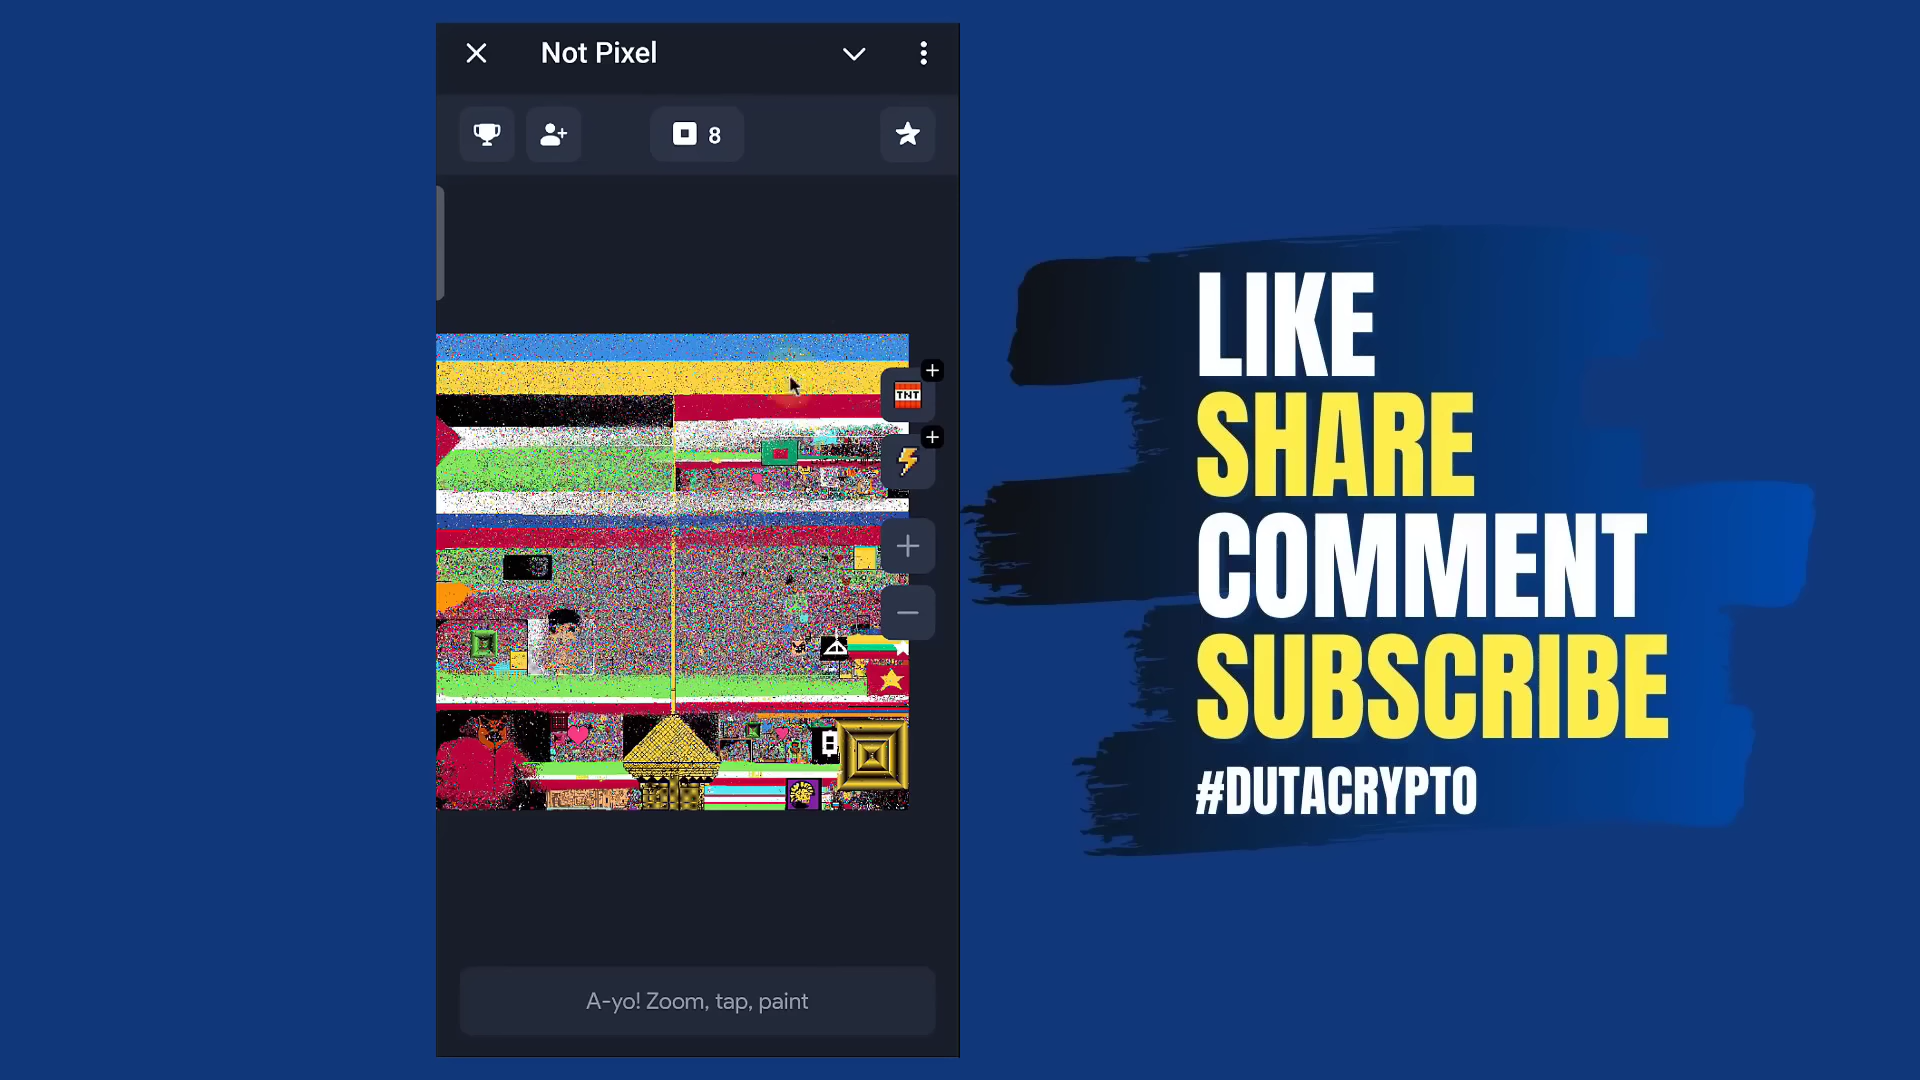 Not Pixel
8
TNT
A-yo! Zoom, tap, paint
LIKE
SHARE
COMMENT
SUBSCRIBE
#DUTACRYPTO